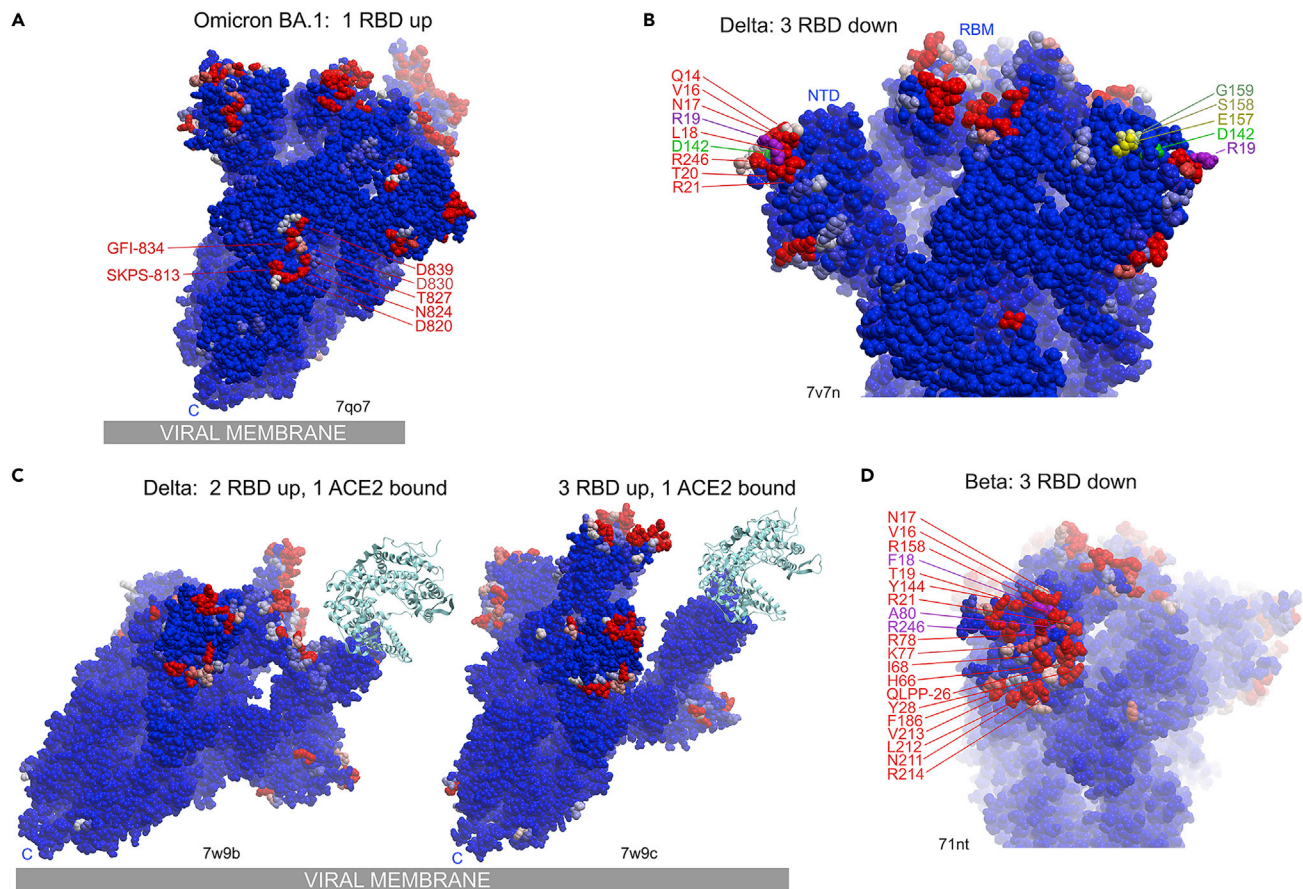 A
Omicron BA.1: 1 RBD up
GFI-834
SKPS-813
D839
D830
T827
N824
D820
C
7qo7
VIRAL MEMBRANE
B
Delta: 3 RBD down
RBM
NTD
Q14
V16
N17
R19
L18
D142
R246
T20
R21
G159
S158
E157
D142
R19
7v7n
C
Delta: 2 RBD up, 1 ACE2 bound
3 RBD up, 1 ACE2 bound
C
7w9b
C
7w9c
VIRAL MEMBRANE
D
Beta: 3 RBD down
N17
V16
R158
F18
T19
Y144
R21
A80
R246
R78
K77
I68
H66
QLPP-26
Y28
F186
V213
L212
N211
R214
71nt